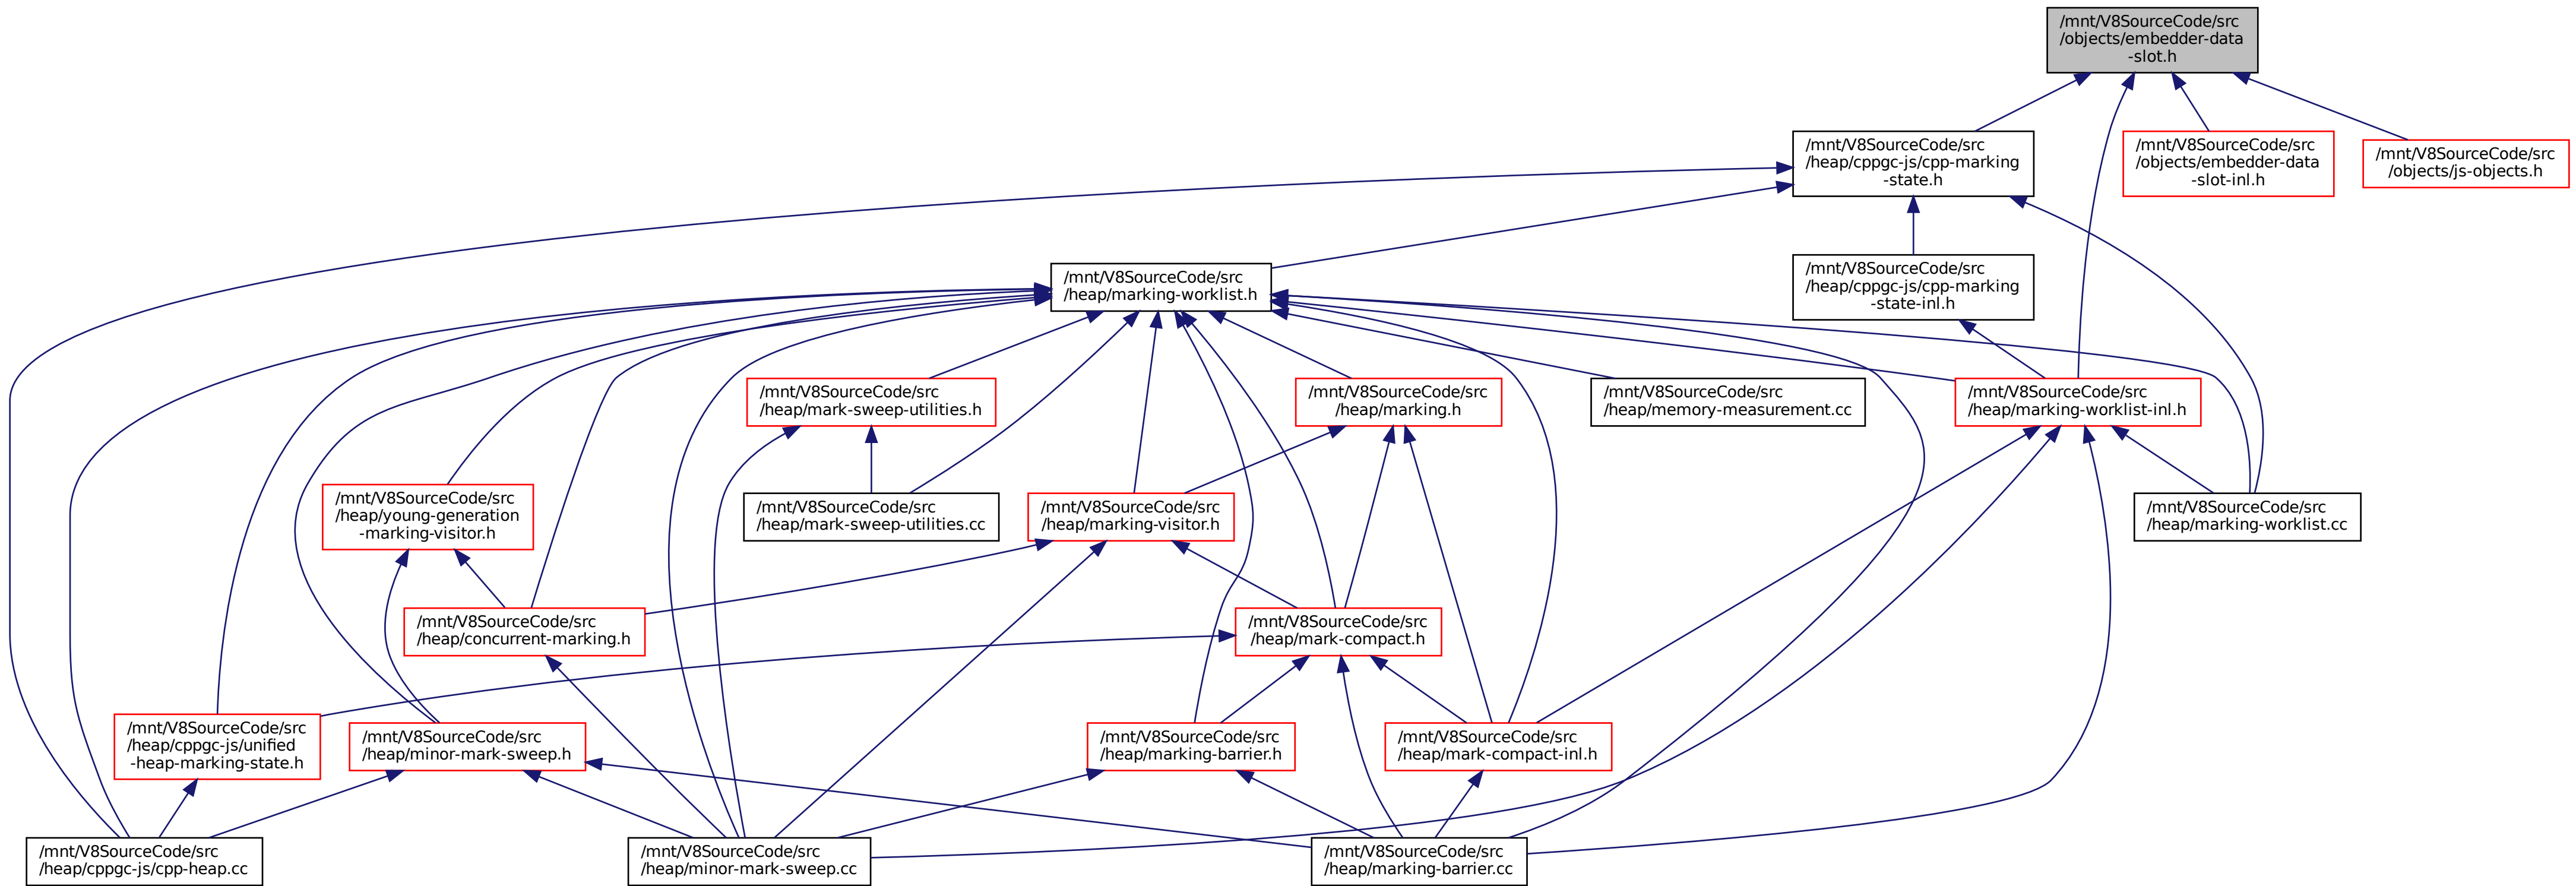 /mnt/V8SourceCode/src
/objects/embedder-data
-slot.h
/mnt/V8SourceCode/src
/heap/cppgc-js/cpp-marking
-state.h
/mnt/V8SourceCode/src
/objects/embedder-data
-slot-inl.h
/mnt/V8SourceCode/src
/objects/js-objects.h
/mnt/V8SourceCode/src
/heap/marking-worklist.h
/mnt/V8SourceCode/src
/heap/cppgc-js/cpp-marking
-state-inl.h
/mnt/V8SourceCode/src
/heap/mark-sweep-utilities.h
/mnt/V8SourceCode/src
/heap/marking.h
/mnt/V8SourceCode/src
/heap/memory-measurement.cc
/mnt/V8SourceCode/src
/heap/marking-worklist-inl.h
/mnt/V8SourceCode/src
/heap/young-generation
-marking-visitor.h
/mnt/V8SourceCode/src
/heap/mark-sweep-utilities.cc
/mnt/V8SourceCode/src
/heap/marking-visitor.h
/mnt/V8SourceCode/src
/heap/marking-worklist.cc
/mnt/V8SourceCode/src
/heap/concurrent-marking.h
/mnt/V8SourceCode/src
/heap/mark-compact.h
/mnt/V8SourceCode/src
/heap/cppgc-js/unified
-heap-marking-state.h
/mnt/V8SourceCode/src
/heap/minor-mark-sweep.h
/mnt/V8SourceCode/src
/heap/marking-barrier.h
/mnt/V8SourceCode/src
/heap/mark-compact-inl.h
/mnt/V8SourceCode/src
/heap/cppgc-js/cpp-heap.cc
/mnt/V8SourceCode/src
/heap/minor-mark-sweep.cc
/mnt/V8SourceCode/src
/heap/marking-barrier.cc